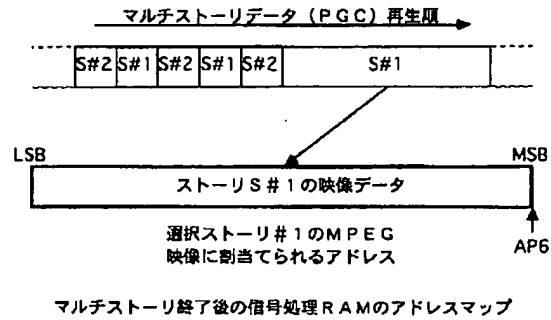 マルチストーリデータ(PGC)再生順
S#2 S#1 S#2 S#1 S#2 S#1
LSB MSB
ストーリS#1の映像データ
選択ストーリ#1のMPEG
映像に割当てられるアドレス
AP6
マルチストーリ終了後の信号処理RAMのアドレスマップ